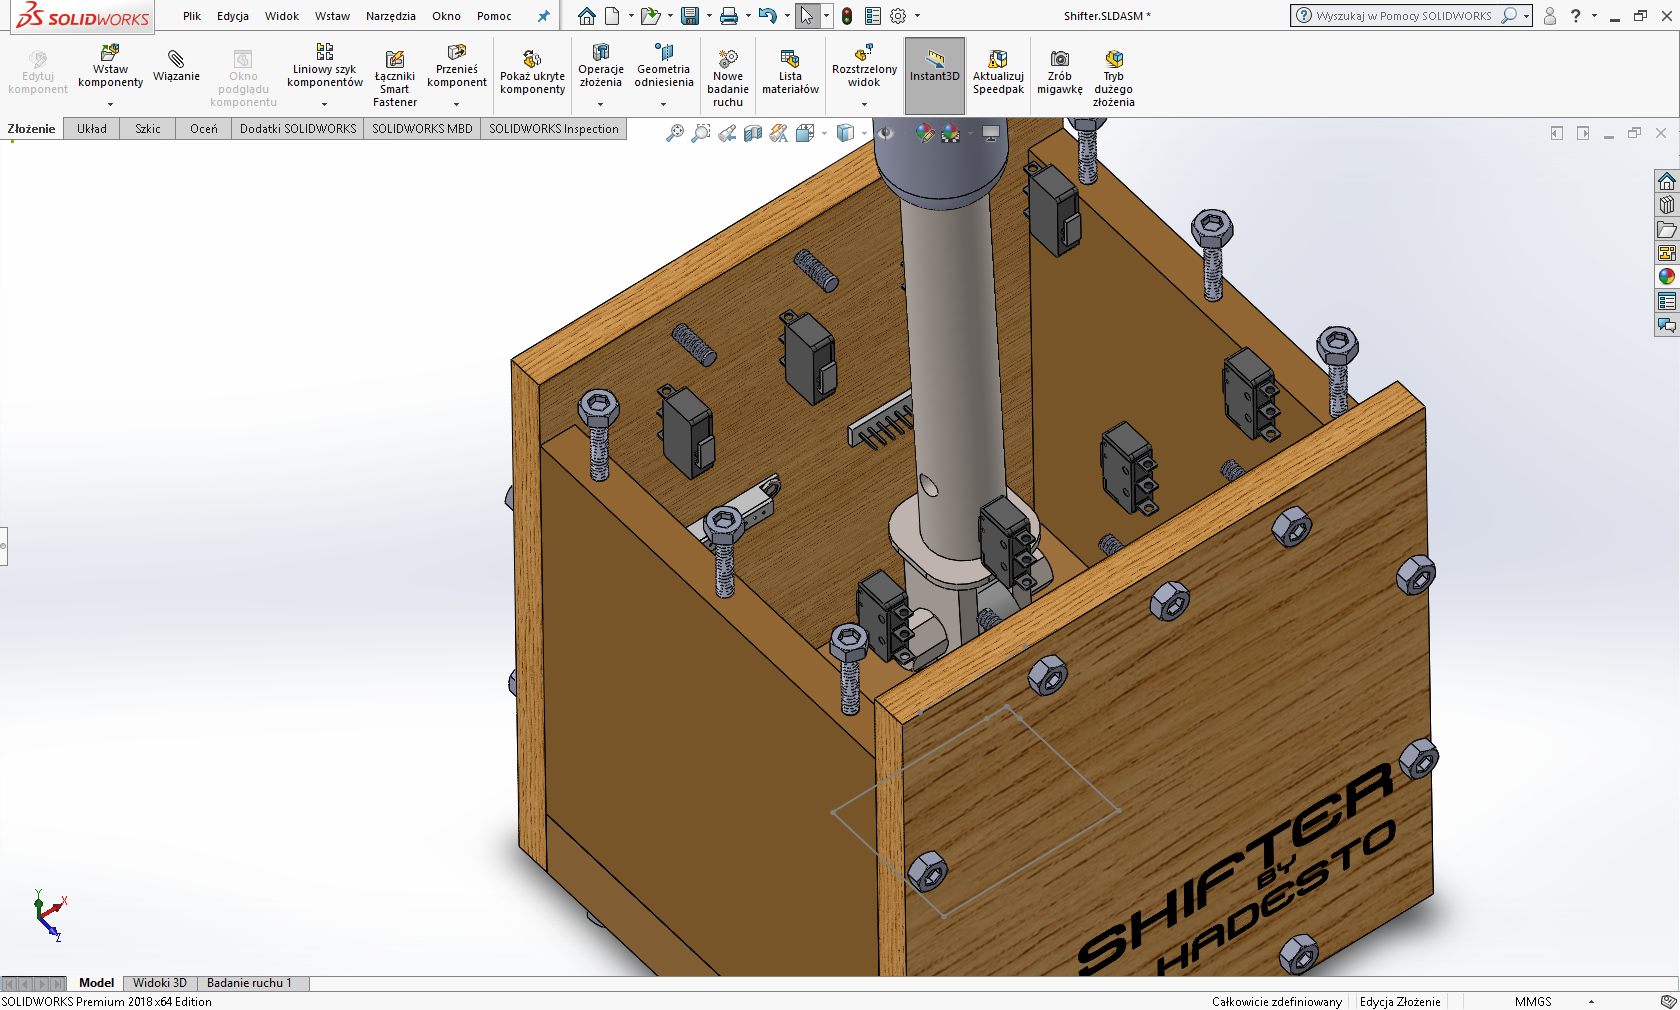 SOLIDWORKS
Plik Edycja Widok Wstaw Narzędzia Okno Pomoc
Shifter.SLDASM *
Wyszukaj w Pomocy SOLIDWORKS
?
Edytuj komponent
Wstaw komponenty
Wiązanie
Okno podglądu komponentu
Liniowy szyk komponentów
Łączniki Smart Fastener
Przenieś komponent
Pokaż ukryte komponenty
Operacje złożenia
Geometria odniesienia
Nowe badanie ruchu
Lista materiałów
Rozstrzelony widok
Instant3D
Aktualizuj Speedpak
Zrób migawkę
Tryb dużego złożenia
Złożenie Układ Szkic Oceń Dodatki SOLIDWORKS SOLIDWORKS MBD SOLIDWORKS Inspection
SHIFTER
BY
HADESTO
Y
X
Z
Model Widoki 3D Badanie ruchu 1
SOLIDWORKS Premium 2018 x64 Edition
Całkowicie zdefiniowany Edycja Złożenie MMGS